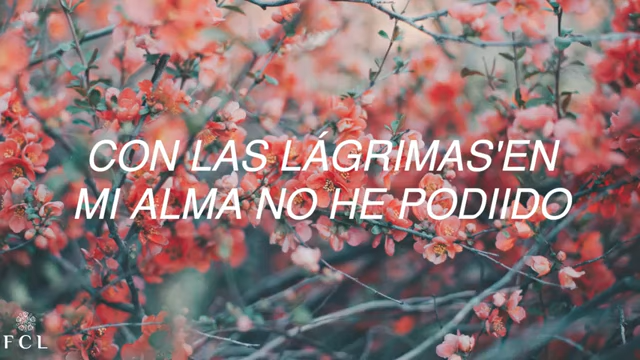 CON LAS LÁGRIMAS'EN
MI ALMA NO HE PODIIDO
FCL